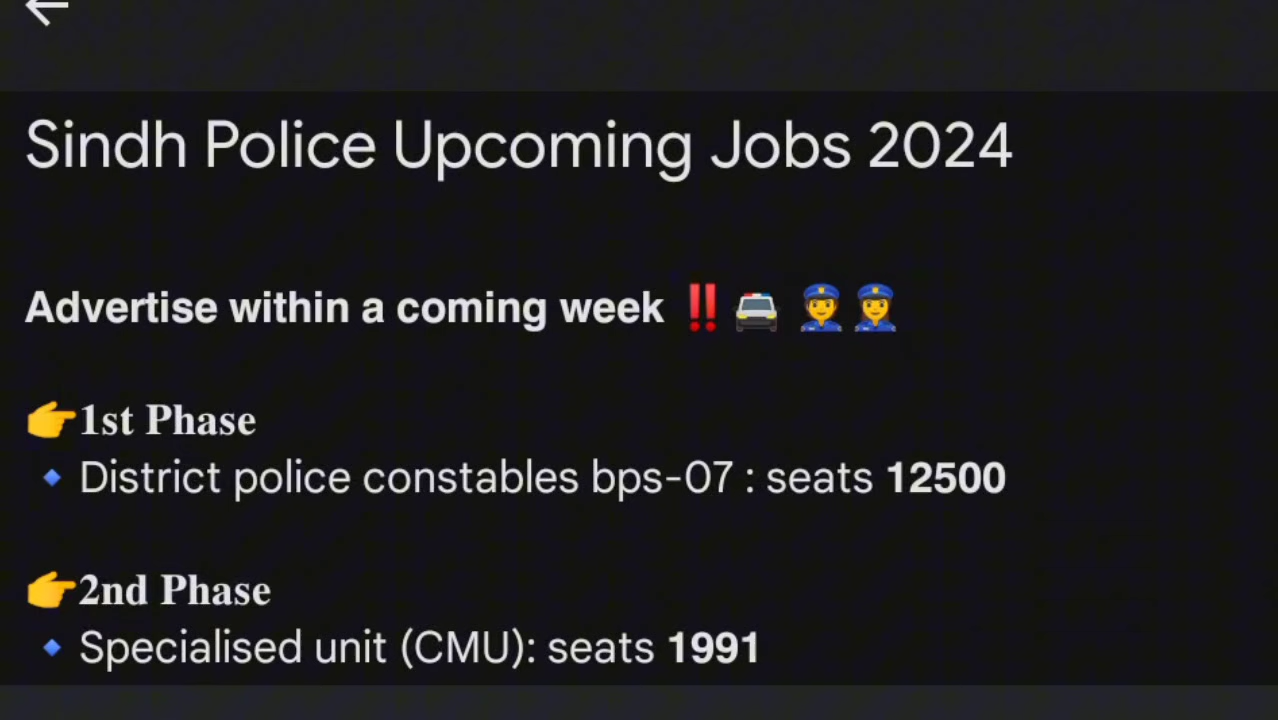 Sindh Police Upcoming Jobs 2024
Advertise within a coming week ‼️🚔 👮👮‍♀️
👉1st Phase
🔹District police constables bps-07 : seats 12500
👉2nd Phase
🔹Specialised unit (CMU): seats 1991